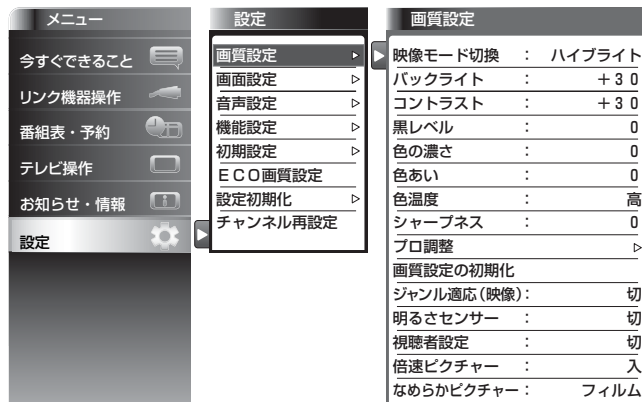 メニュー
今すぐできること
リンク機器操作
番組表・予約
テレビ操作
お知らせ・情報
設定
設定
画質設定
画面設定
音声設定
機能設定
初期設定
ECO画質設定
設定初期化
チャンネル再設定
画質設定
映像モード切換 : ハイブライト
バックライト : +30
コントラスト : +30
黒レベル : 0
色の濃さ : 0
色あい : 0
色温度 : 高
シャープネス : 0
プロ調整
画質設定の初期化
ジャンル適応(映像): 切
明るさセンサー : 切
視聴者設定 : 切
倍速ピクチャー : 入
なめらかピクチャー: フィルム